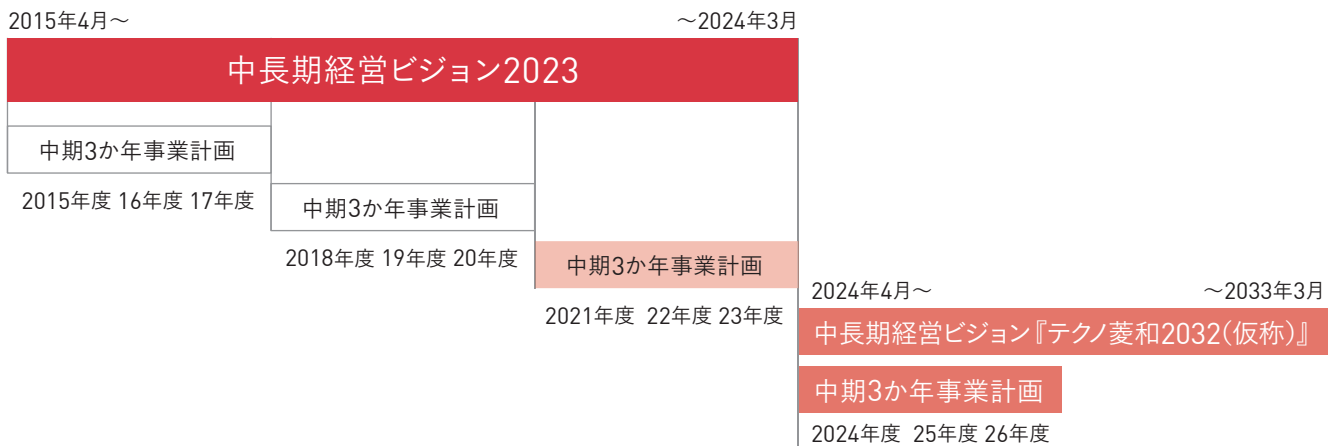 2015年4月～
～2024年3月
中長期経営ビジョン2023
中期3か年事業計画
2015年度 16年度 17年度
中期3か年事業計画
2018年度 19年度 20年度
中期3か年事業計画
2021年度 22年度 23年度
2024年4月～
～2033年3月
中長期経営ビジョン『テクノ菱和2032（仮称）』
中期3か年事業計画
2024年度 25年度 26年度